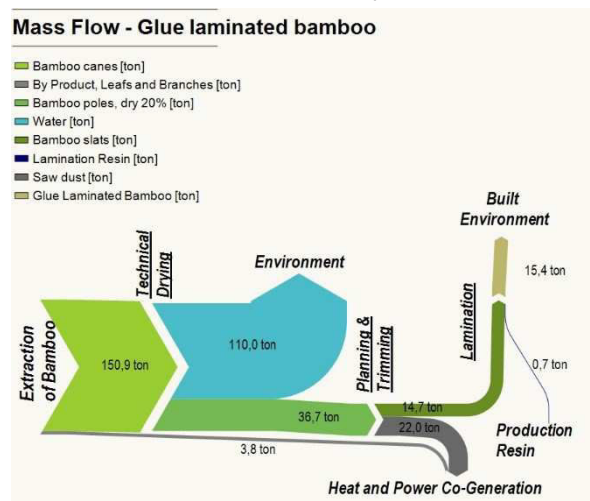 Mass Flow - Glue laminated bamboo
Bamboo canes [ton]
By Product, Leafs and Branches [ton]
Bamboo poles, dry 20% [ton]
Water [ton]
Bamboo slats [ton]
Lamination Resin [ton]
Saw dust [ton]
Glue Laminated Bamboo [ton]
Built
Environment
15,4 ton
Environment
Technical
Drying
Extraction
of Bamboo
150,9 ton
110,0 ton
Planning &
Trimming
Lamination
0,7 ton
36,7 ton
14,7 ton
22,0 ton
3,8 ton
Production
Resin
Heat and Power Co-Generation